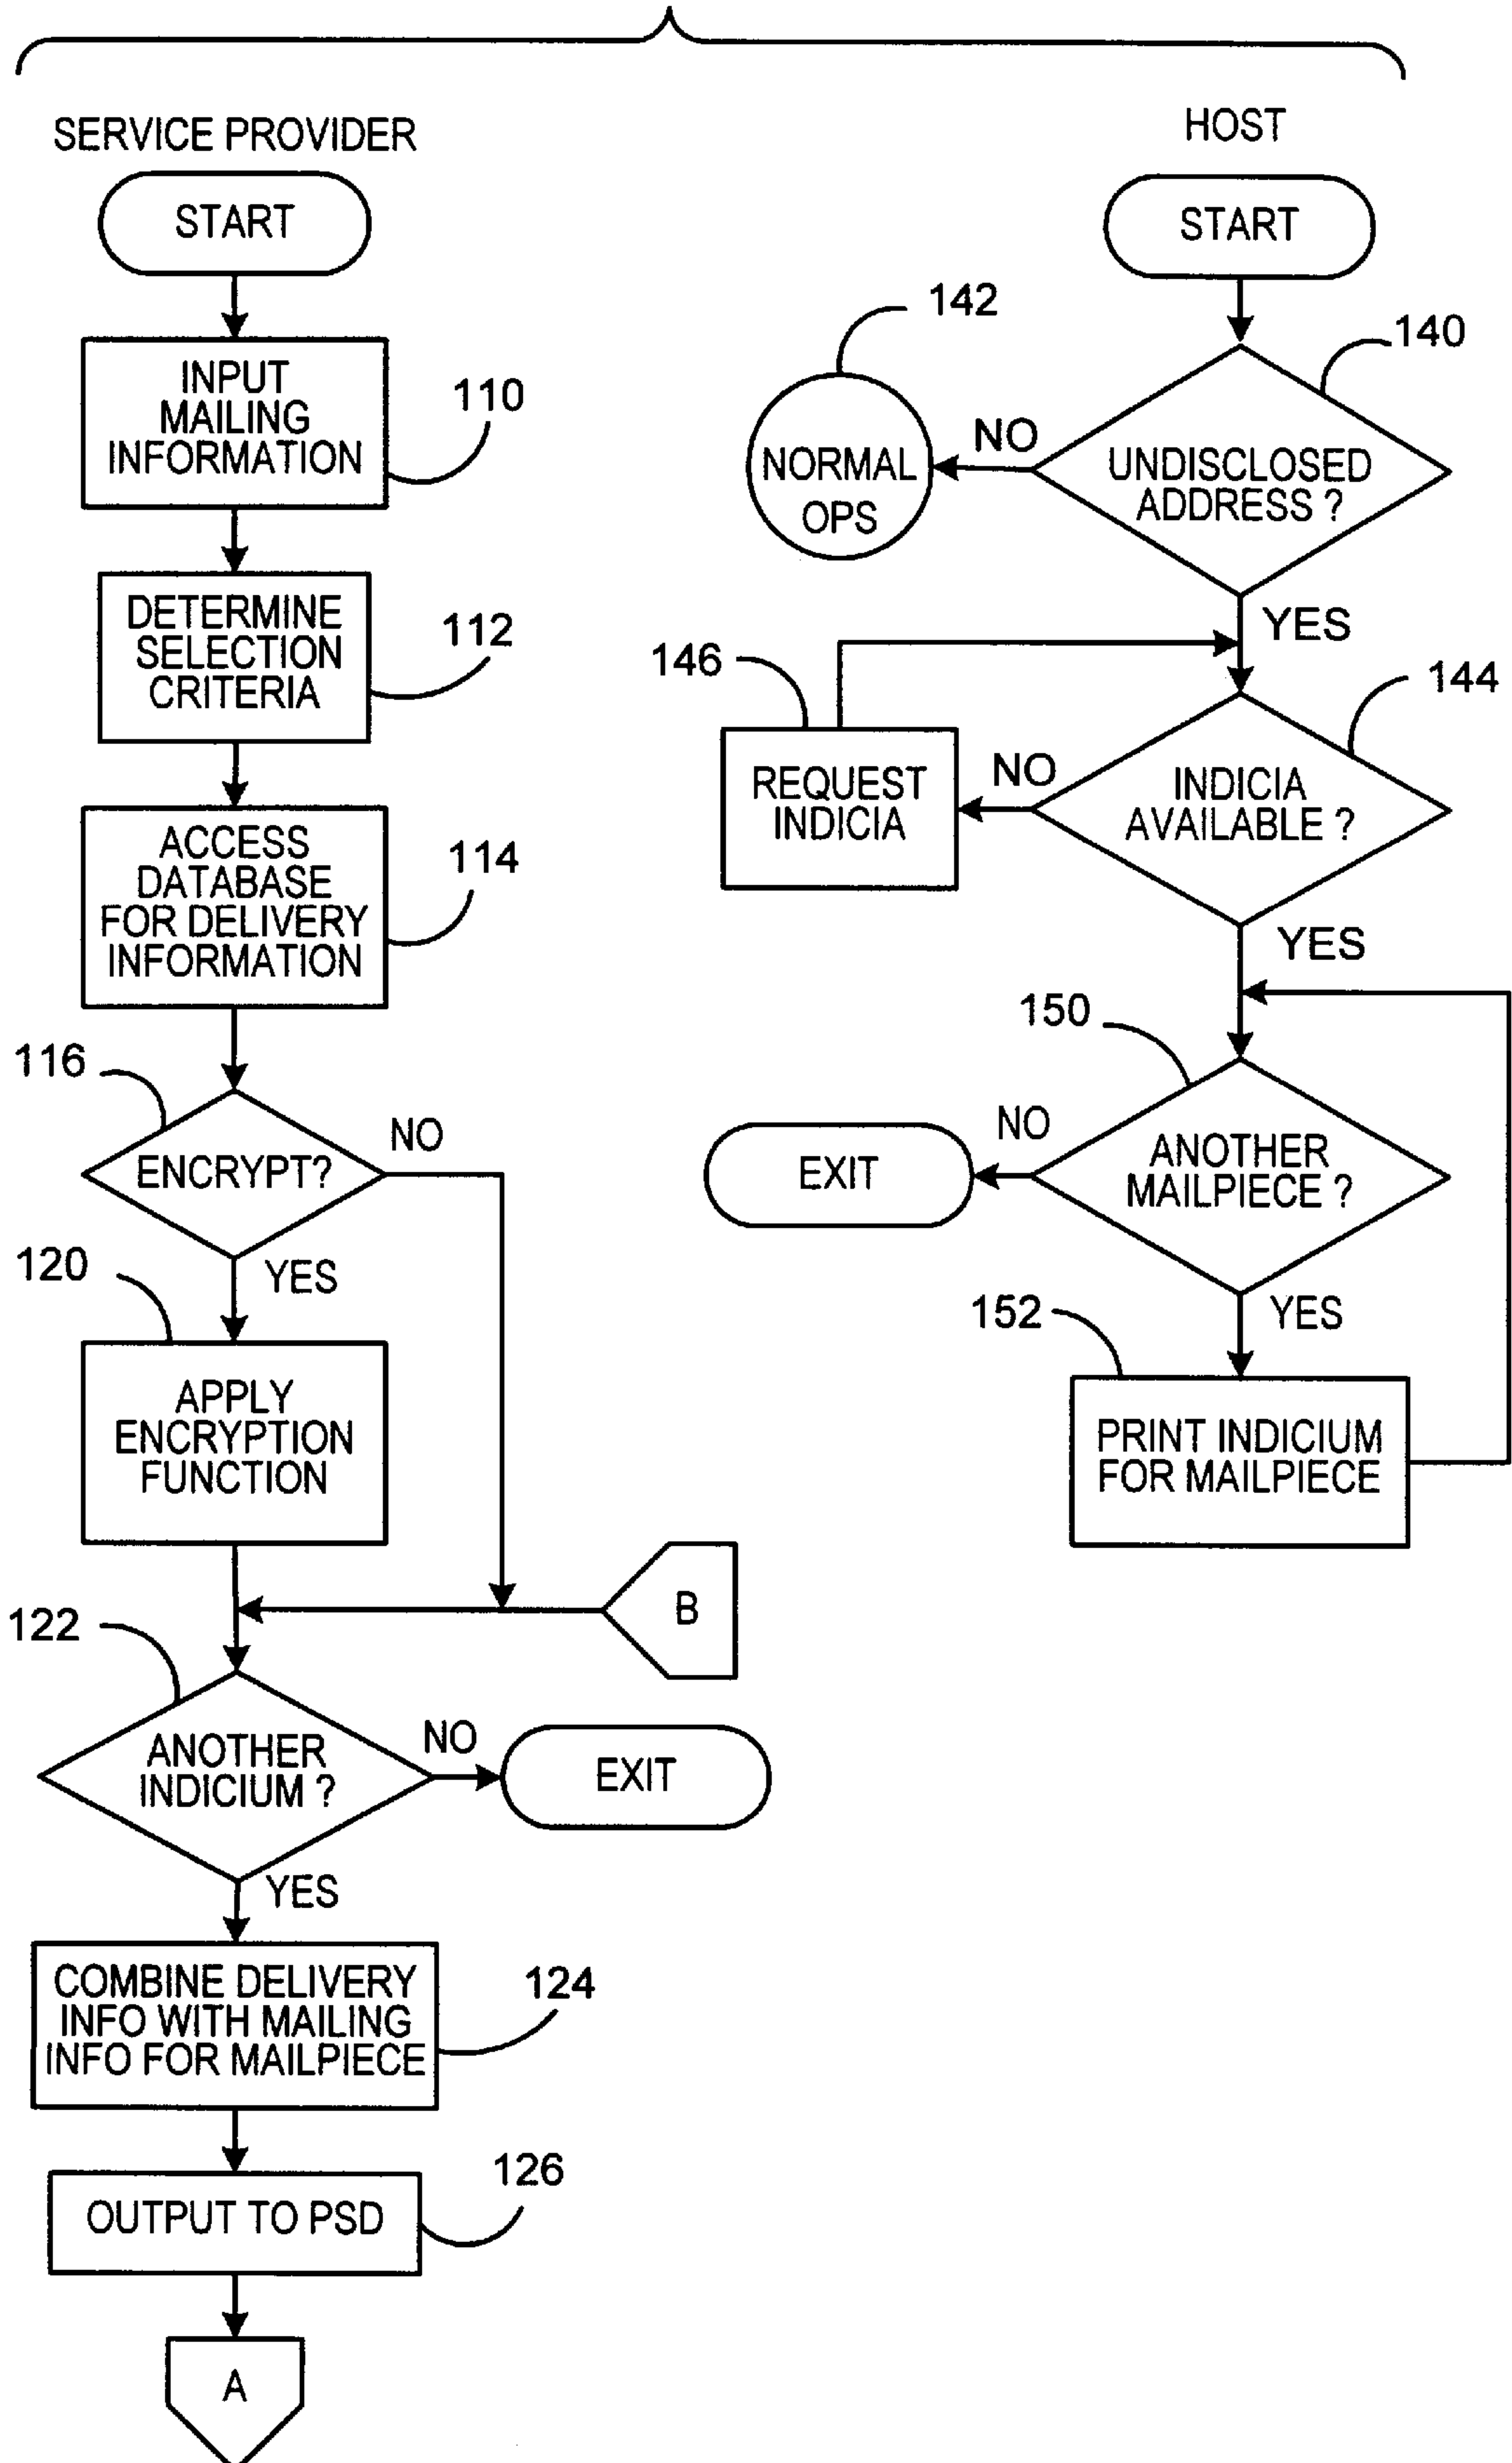 SERVICE PROVIDER
START
INPUT
MAILING
INFORMATION
110
DETERMINE
SELECTION
CRITERIA
112
ACCESS
DATABASE
FOR DELIVERY
INFORMATION
114
116
ENCRYPT?
NO
YES
120
APPLY
ENCRYPTION
FUNCTION
B
122
ANOTHER
INDICIUM ?
NO
EXIT
YES
COMBINE DELIVERY
INFO WITH MAILING
INFO FOR MAILPIECE
124
OUTPUT TO PSD
126
A
HOST
START
140
UNDISCLOSED
ADDRESS ?
NO
142
NORMAL
OPS
YES
144
INDICIA
AVAILABLE ?
NO
146
REQUEST
INDICIA
YES
150
ANOTHER
MAILPIECE ?
NO
EXIT
YES
152
PRINT INDICIUM
FOR MAILPIECE